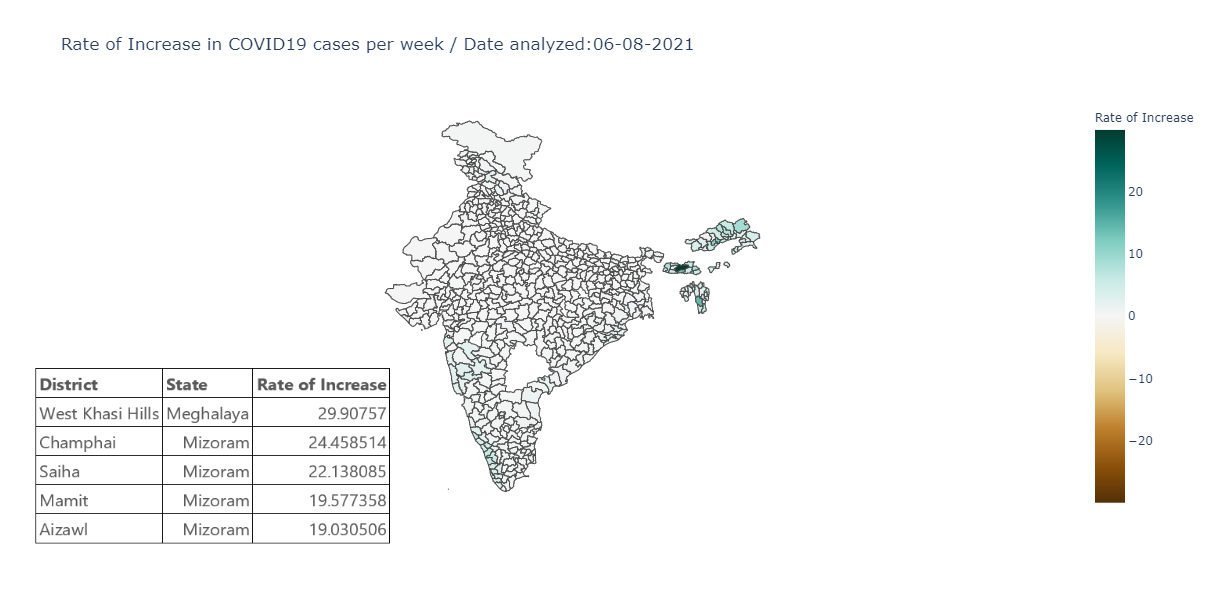 Rate of Increase in COVID19 cases per week / Date analyzed:06-08-2021
Rate of Increase
20
10
0
−10
−20
District State Rate of Increase
West Khasi Hills Meghalaya 29.90757
Champhai Mizoram 24.458514
Saiha Mizoram 22.138085
Mamit Mizoram 19.577358
Aizawl Mizoram 19.030506